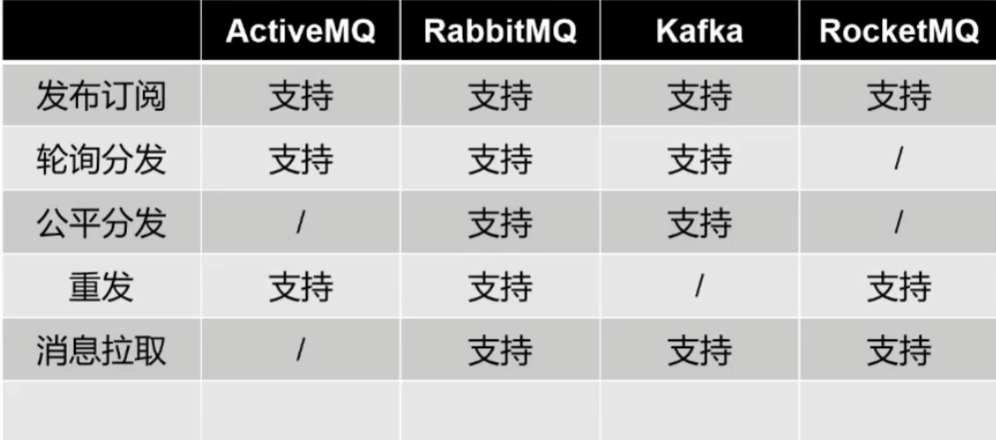 ActiveMQ RabbitMQ Kafka RocketMQ
发布订阅 支持 支持 支持 支持
轮询分发 支持 支持 支持 /
公平分发 / 支持 支持 /
重发 支持 支持 / 支持
消息拉取 / 支持 支持 支持